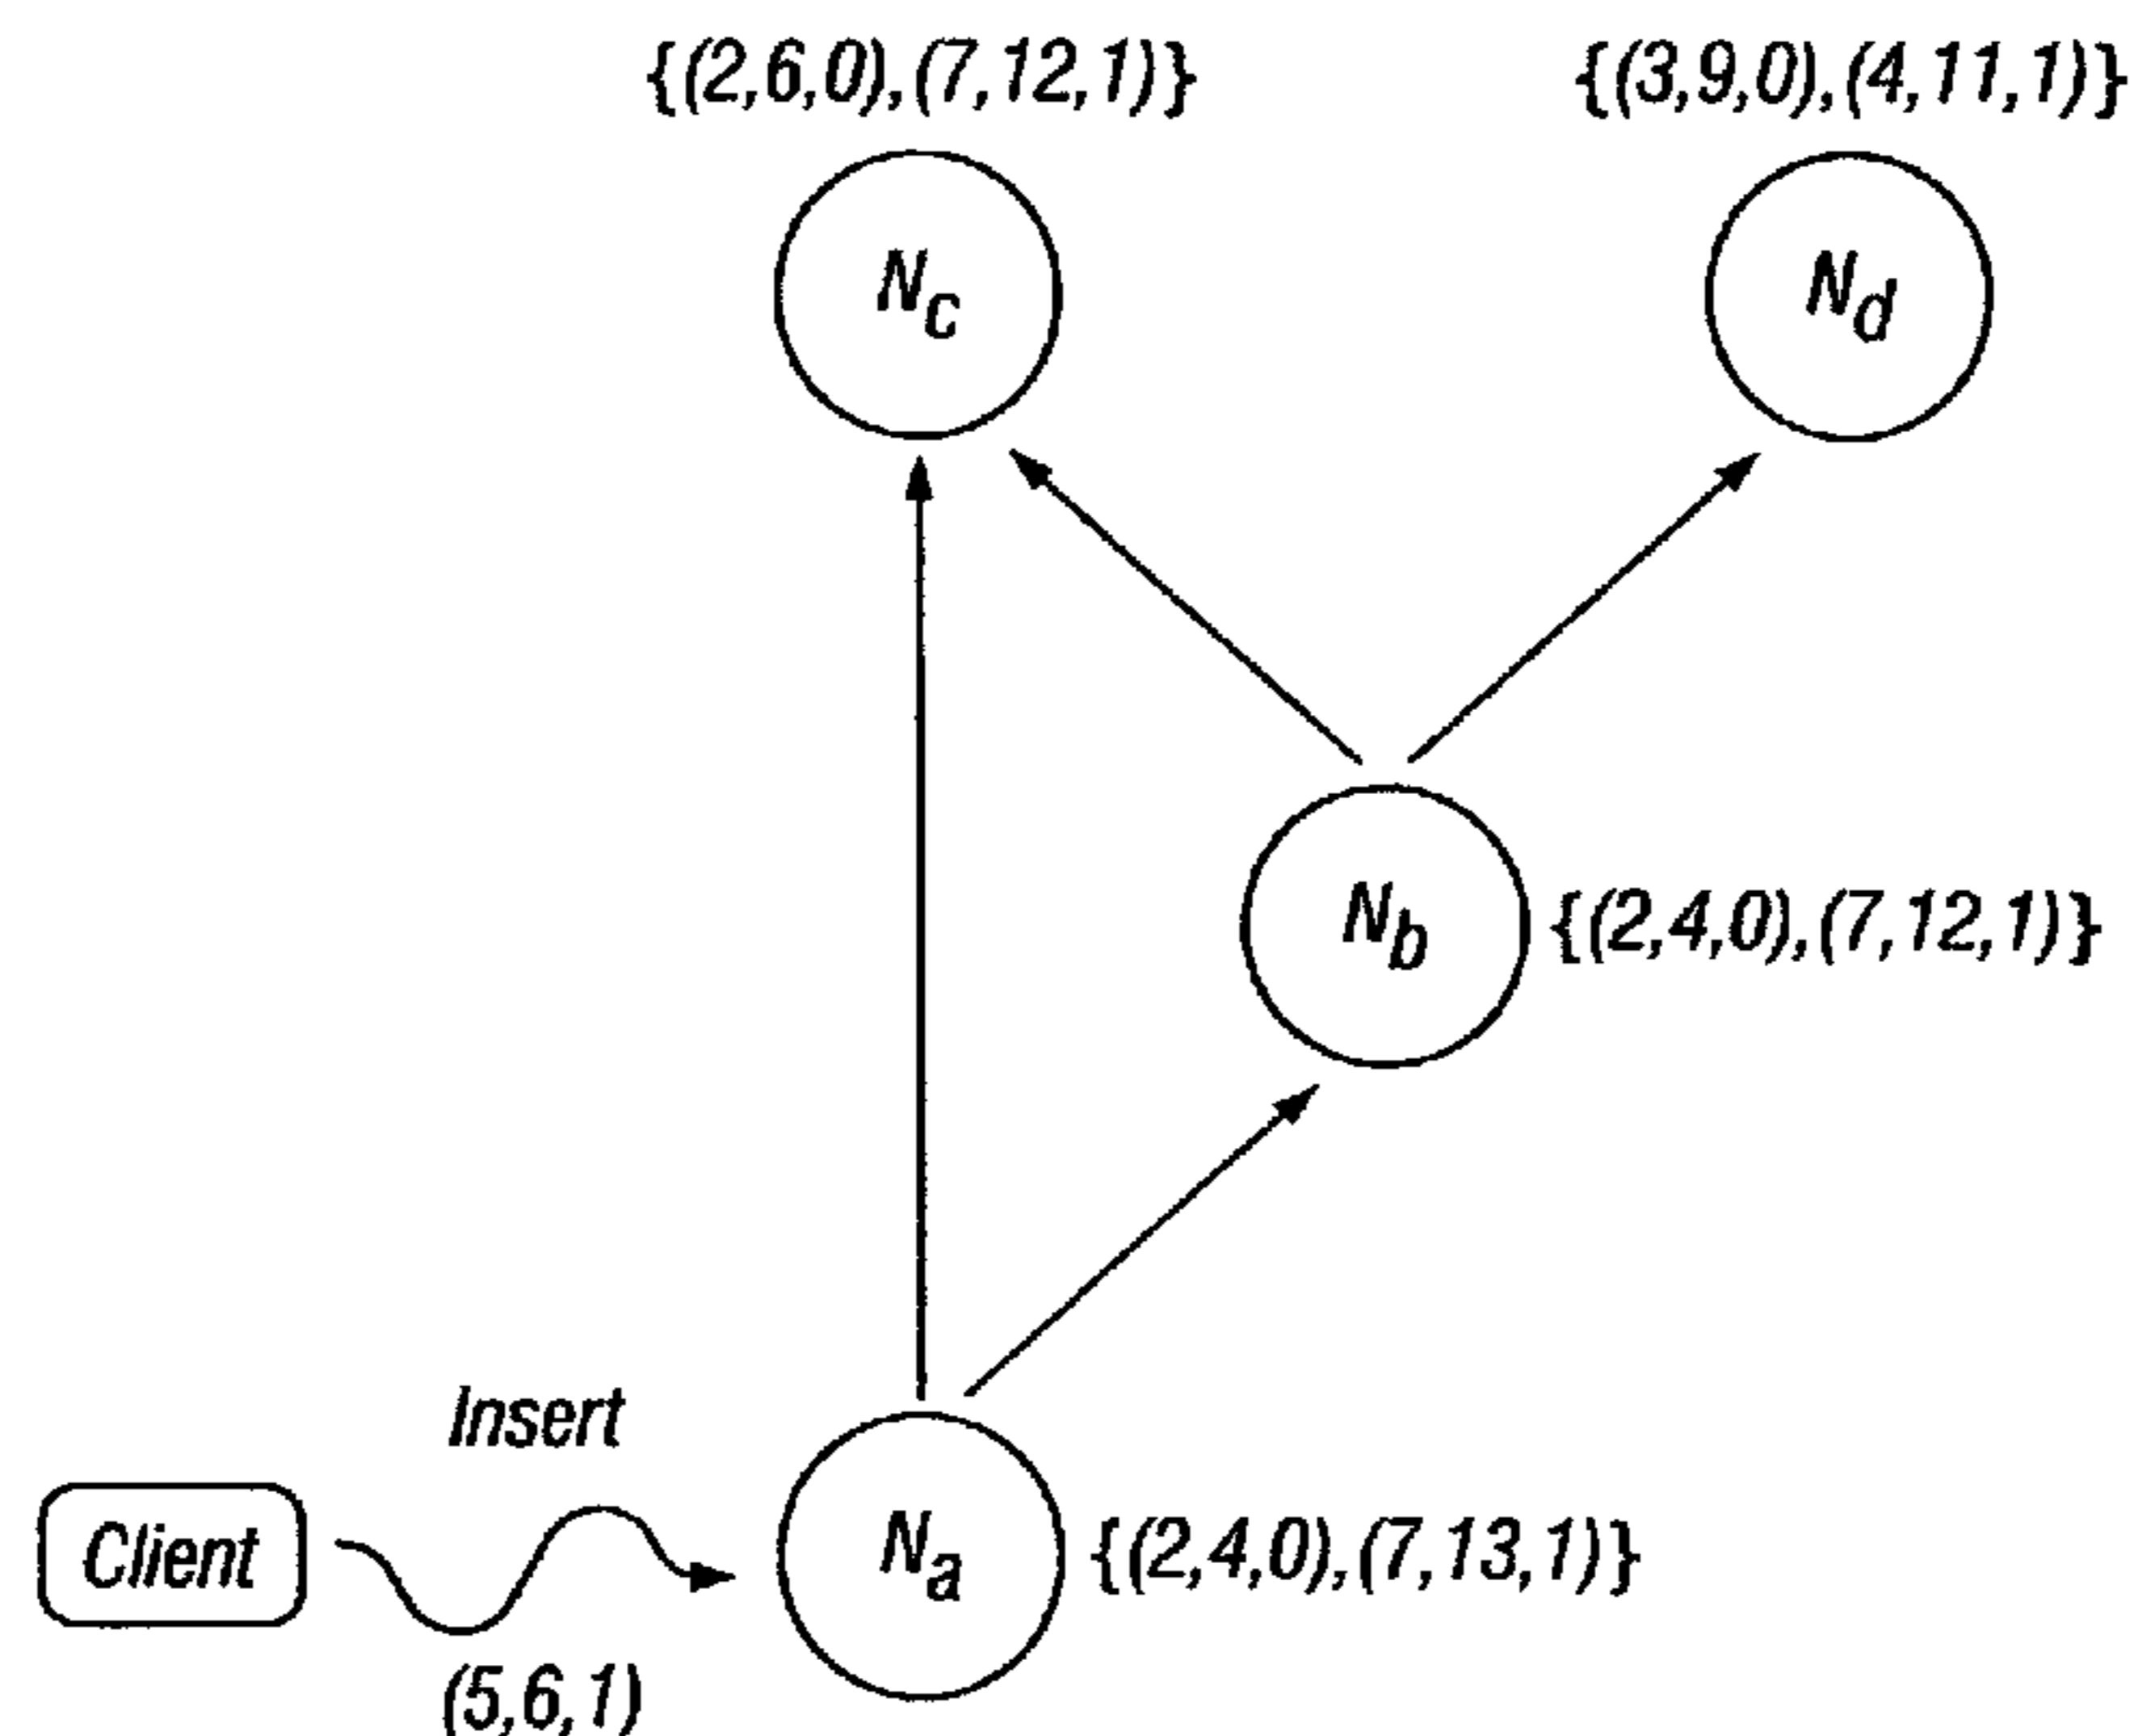 {(2,6,0),(7,12,1)} {(3,9,0),(4,11,1)}
Nc Nd
Nb {(2,4,0),(7,12,1)}
Insert
Client Na {(2,4,0),(7,13,1)}
(5,6,1)